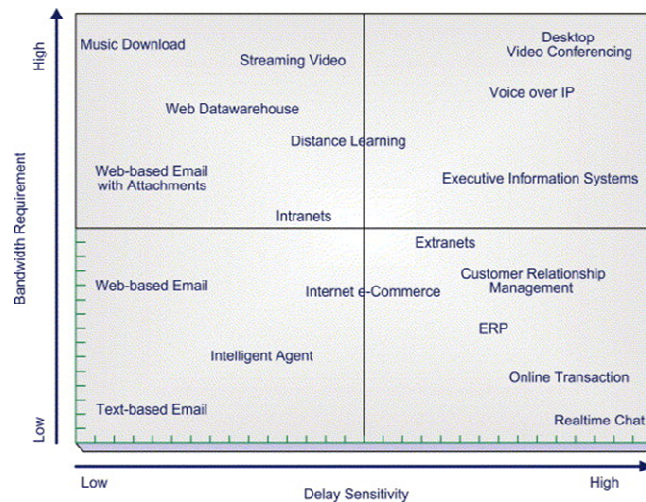 High
Bandwidth Requirement
Low
Music Download
Streaming Video
Desktop
Video Conferencing
Voice over IP
Web Datawarehouse
Distance Learning
Web-based Email
with Attachments
Executive Information Systems
Intranets
Extranets
Web-based Email
Internet e-Commerce
Customer Relationship
Management
ERP
Intelligent Agent
Online Transaction
Text-based Email
Realtime Chat
Low
High
Delay Sensitivity